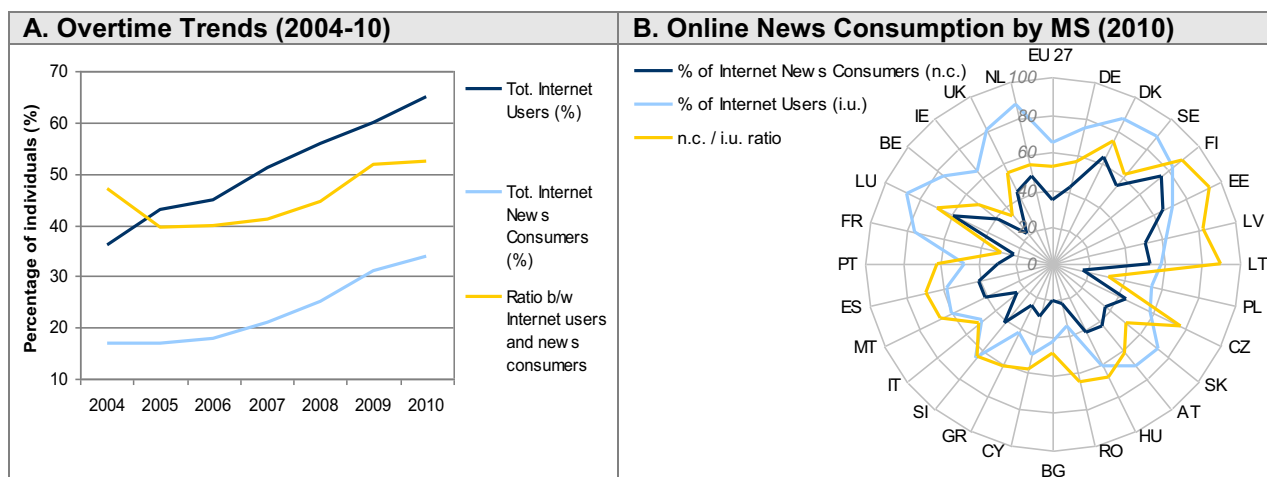 A. Overtime Trends (2004-10)
B. Online News Consumption by MS (2010)
Percentage of individuals (%)
70
60
50
40
30
20
10
2004
2005
2006
2007
2008
2009
2010
Tot. Internet
Users (%)
Tot. Internet
News
Consumers
(%)
Ratio b/w
Internet users
and news
consumers
% of Internet News Consumers (n.c.)
% of Internet Users (i.u.)
n.c. / i.u. ratio
100
80
60
40
20
0
EU 27
DE
DK
SE
FI
EE
LV
LT
PL
CZ
SK
AT
HU
RO
BG
CY
GR
SI
IT
MT
ES
PT
FR
LU
BE
IE
UK
NL